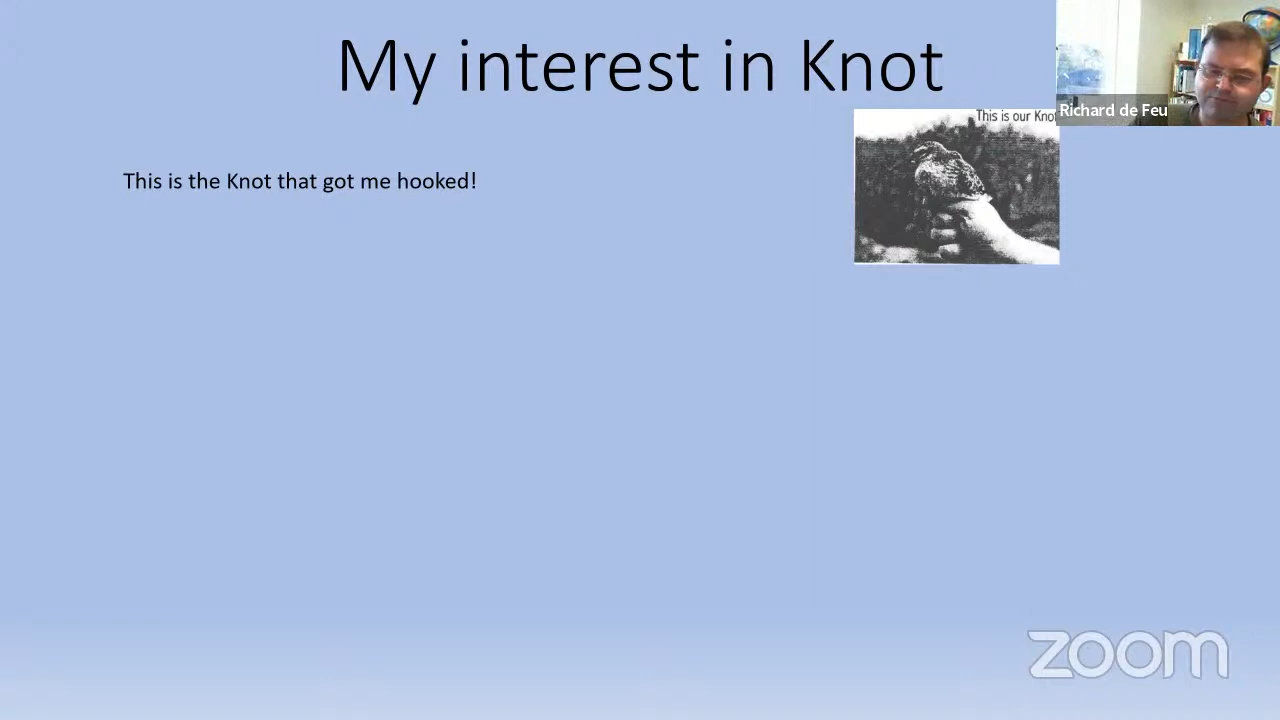 My interest in Knot
This is our Knot
Richard de Feu
This is the Knot that got me hooked!
zoom